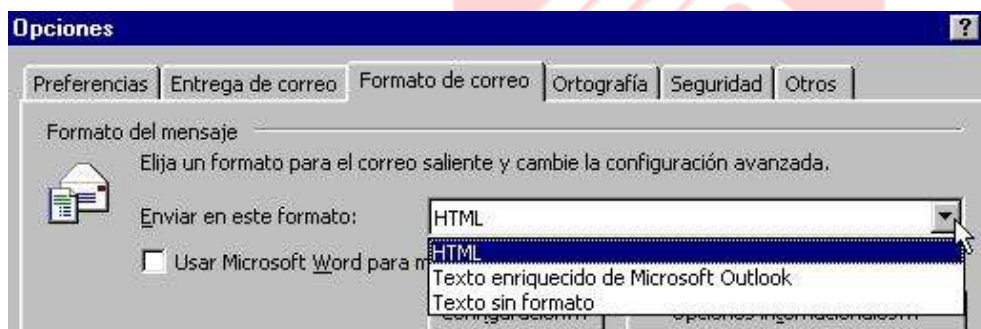 Opciones ?
Preferencias Entrega de correo Formato de correo Ortografía Seguridad Otros
Formato del mensaje
Elija un formato para el correo saliente y cambie la configuración avanzada.
Enviar en este formato: HTML
HTML
Usar Microsoft Word para
Texto enriquecido de Microsoft Outlook
Texto sin formato